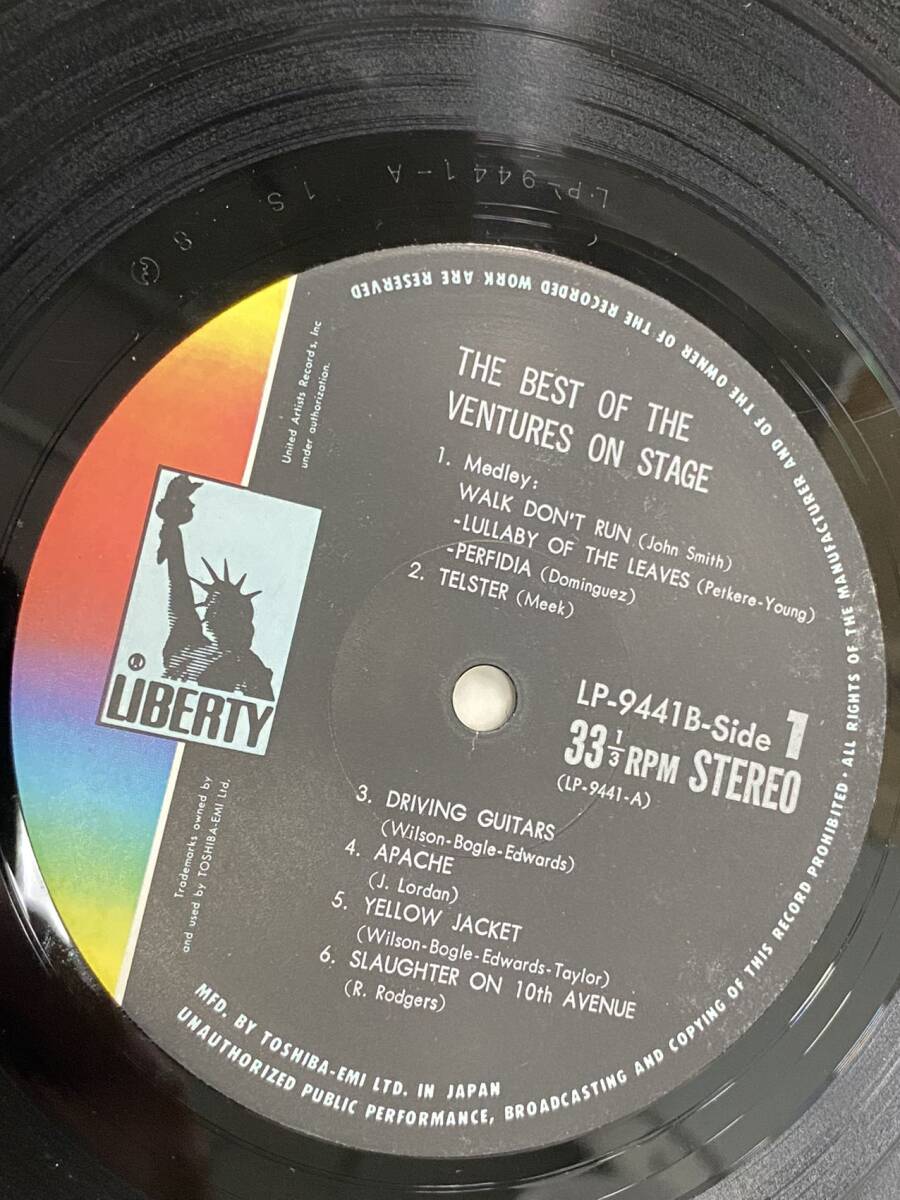 LP-9441-A 1S 8
ALL RIGHTS OF THE MANUFACTURER AND OF THE OWNER OF THE RECORDED WORK ARE RESERVED
United Artists Records, Inc
under authorization.
THE BEST OF THE
VENTURES ON STAGE
1. Medley:
WALK DON'T RUN (John Smith)
-LULLABY OF THE LEAVES (Petkere-Young)
-PERFIDIA (Dominguez)
2. TELSTER (Meek)
®
LIBERTY
LP-9441B-Side 1
33 1/3 RPM STEREO
(LP-9441-A)
3. DRIVING GUITARS
(Wilson-Bogle-Edwards)
4. APACHE
(J. Lordan)
5. YELLOW JACKET
(Wilson-Bogle-Edwards-Taylor)
6. SLAUGHTER ON 10th AVENUE
(R. Rodgers)
Trademarks owned by
and used by TOSHIBA-EMI Ltd.
MFD. BY TOSHIBA-EMI LTD. IN JAPAN
UNAUTHORIZED PUBLIC PERFORMANCE, BROADCASTING AND COPYING OF THIS RECORD PROHIBITED·